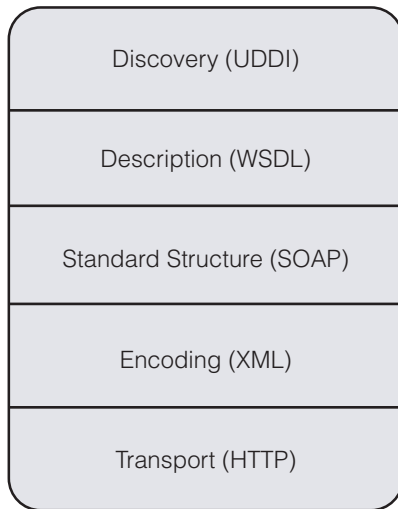 Discovery (UDDI)
Description (WSDL)
Standard Structure (SOAP)
Encoding (XML)
Transport (HTTP)